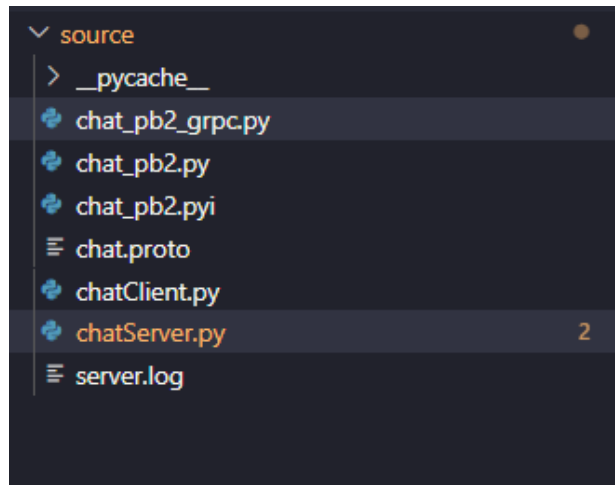 source
__pycache__
chat_pb2_grpc.py
chat_pb2.py
chat_pb2.pyi
chat.proto
chatClient.py
chatServer.py 2
server.log